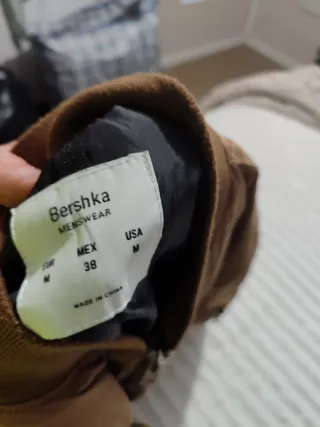 Bershka
MENSWEAR
EUR MEX USA
M 38 M
MADE IN CHINA